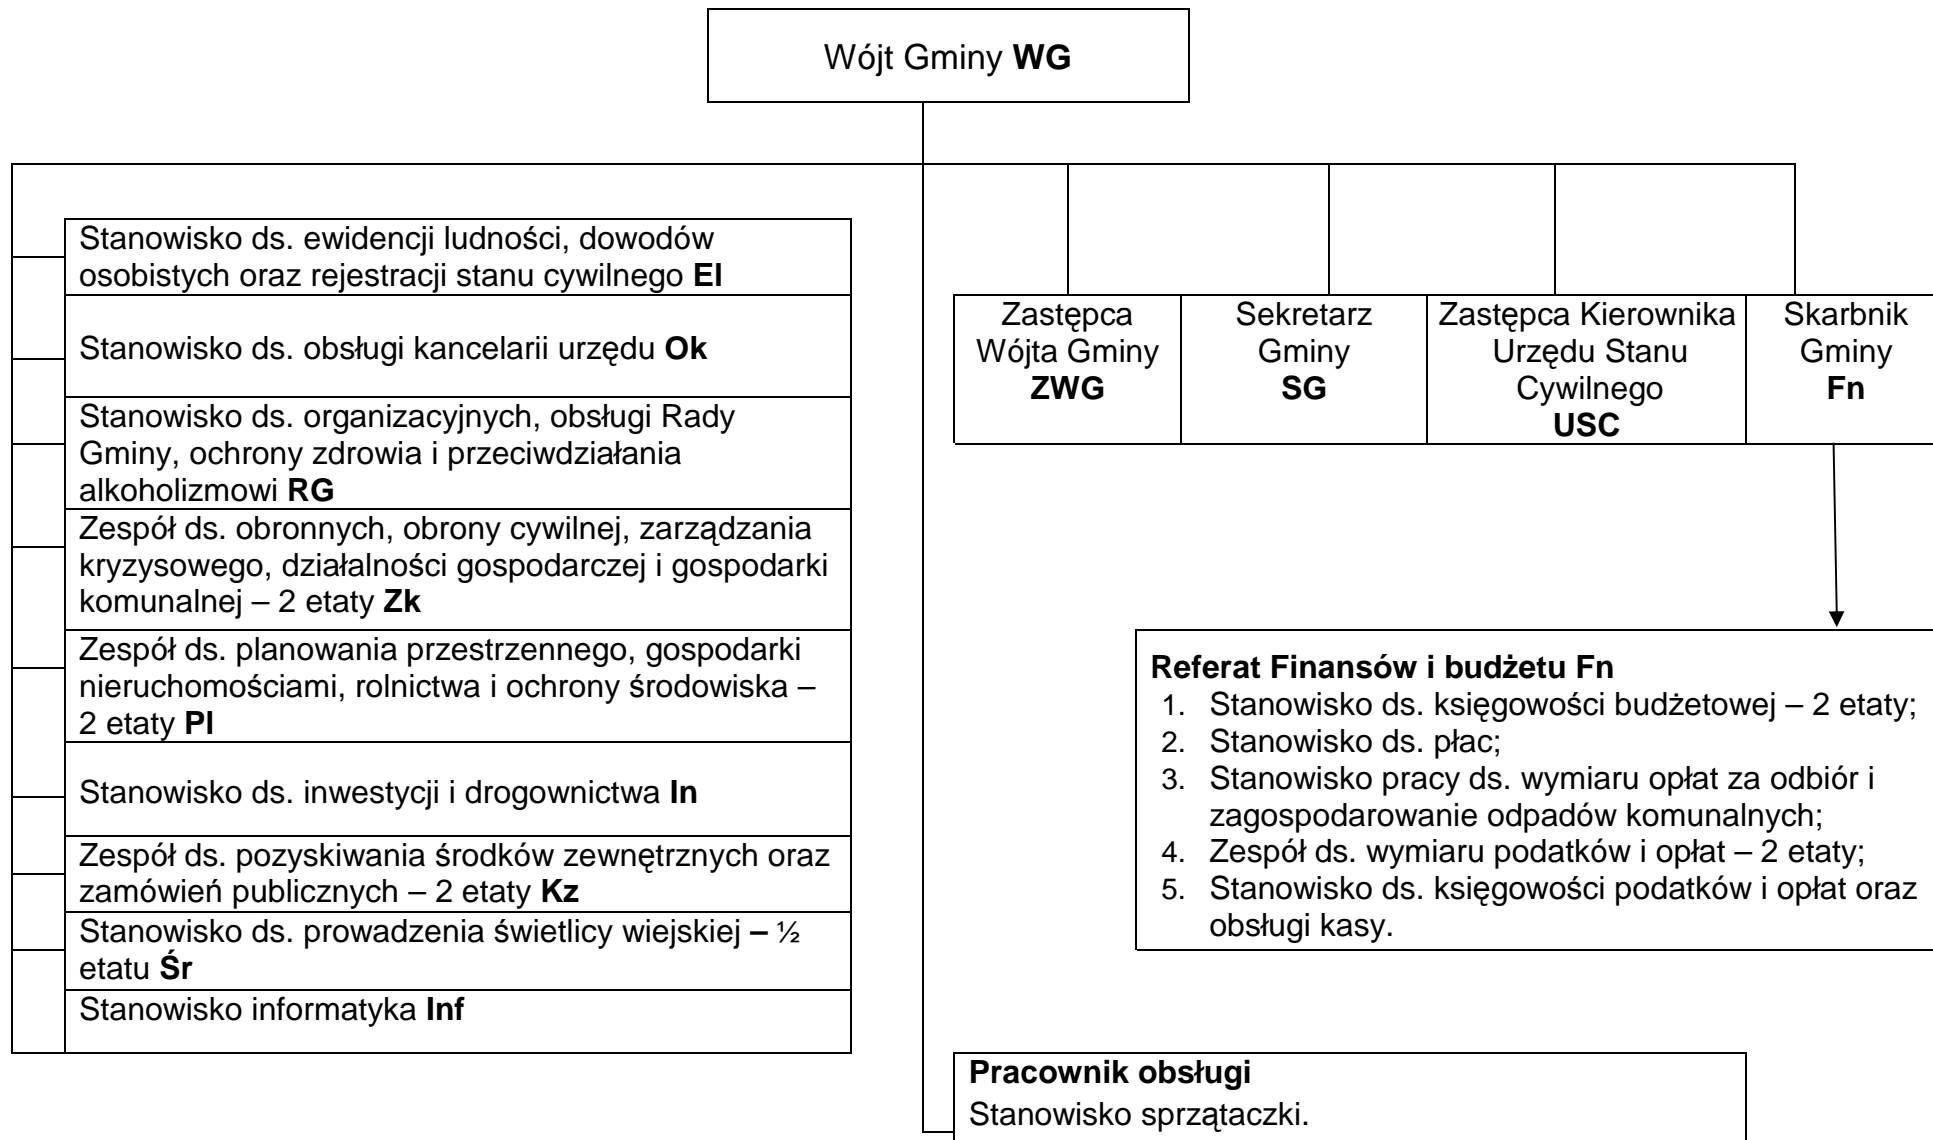 Wójt Gminy WG
Stanowisko ds. ewidencji ludności, dowodów
osobistych oraz rejestracji stanu cywilnego El
Stanowisko ds. obsługi kancelarii urzędu Ok
Stanowisko ds. organizacyjnych, obsługi Rady
Gminy, ochrony zdrowia i przeciwdziałania
alkoholizmowi RG
Zespół ds. obronnych, obrony cywilnej, zarządzania
kryzysowego, działalności gospodarczej i gospodarki
komunalnej – 2 etaty Zk
Zespół ds. planowania przestrzennego, gospodarki
nieruchomościami, rolnictwa i ochrony środowiska –
2 etaty Pl
Stanowisko ds. inwestycji i drogownictwa In
Zespół ds. pozyskiwania środków zewnętrznych oraz
zamówień publicznych – 2 etaty Kz
Stanowisko ds. prowadzenia świetlicy wiejskiej – ½
etatu Śr
Stanowisko informatyka Inf
Zastępca
Wójta Gminy
ZWG
Sekretarz
Gminy
SG
Zastępca Kierownika
Urzędu Stanu
Cywilnego
USC
Skarbnik
Gminy
Fn
Referat Finansów i budżetu Fn
1. Stanowisko ds. księgowości budżetowej – 2 etaty;
2. Stanowisko ds. płac;
3. Stanowisko pracy ds. wymiaru opłat za odbiór i
zagospodarowanie odpadów komunalnych;
4. Zespół ds. wymiaru podatków i opłat – 2 etaty;
5. Stanowisko ds. księgowości podatków i opłat oraz
obsługi kasy.
Pracownik obsługi
Stanowisko sprzątaczki.